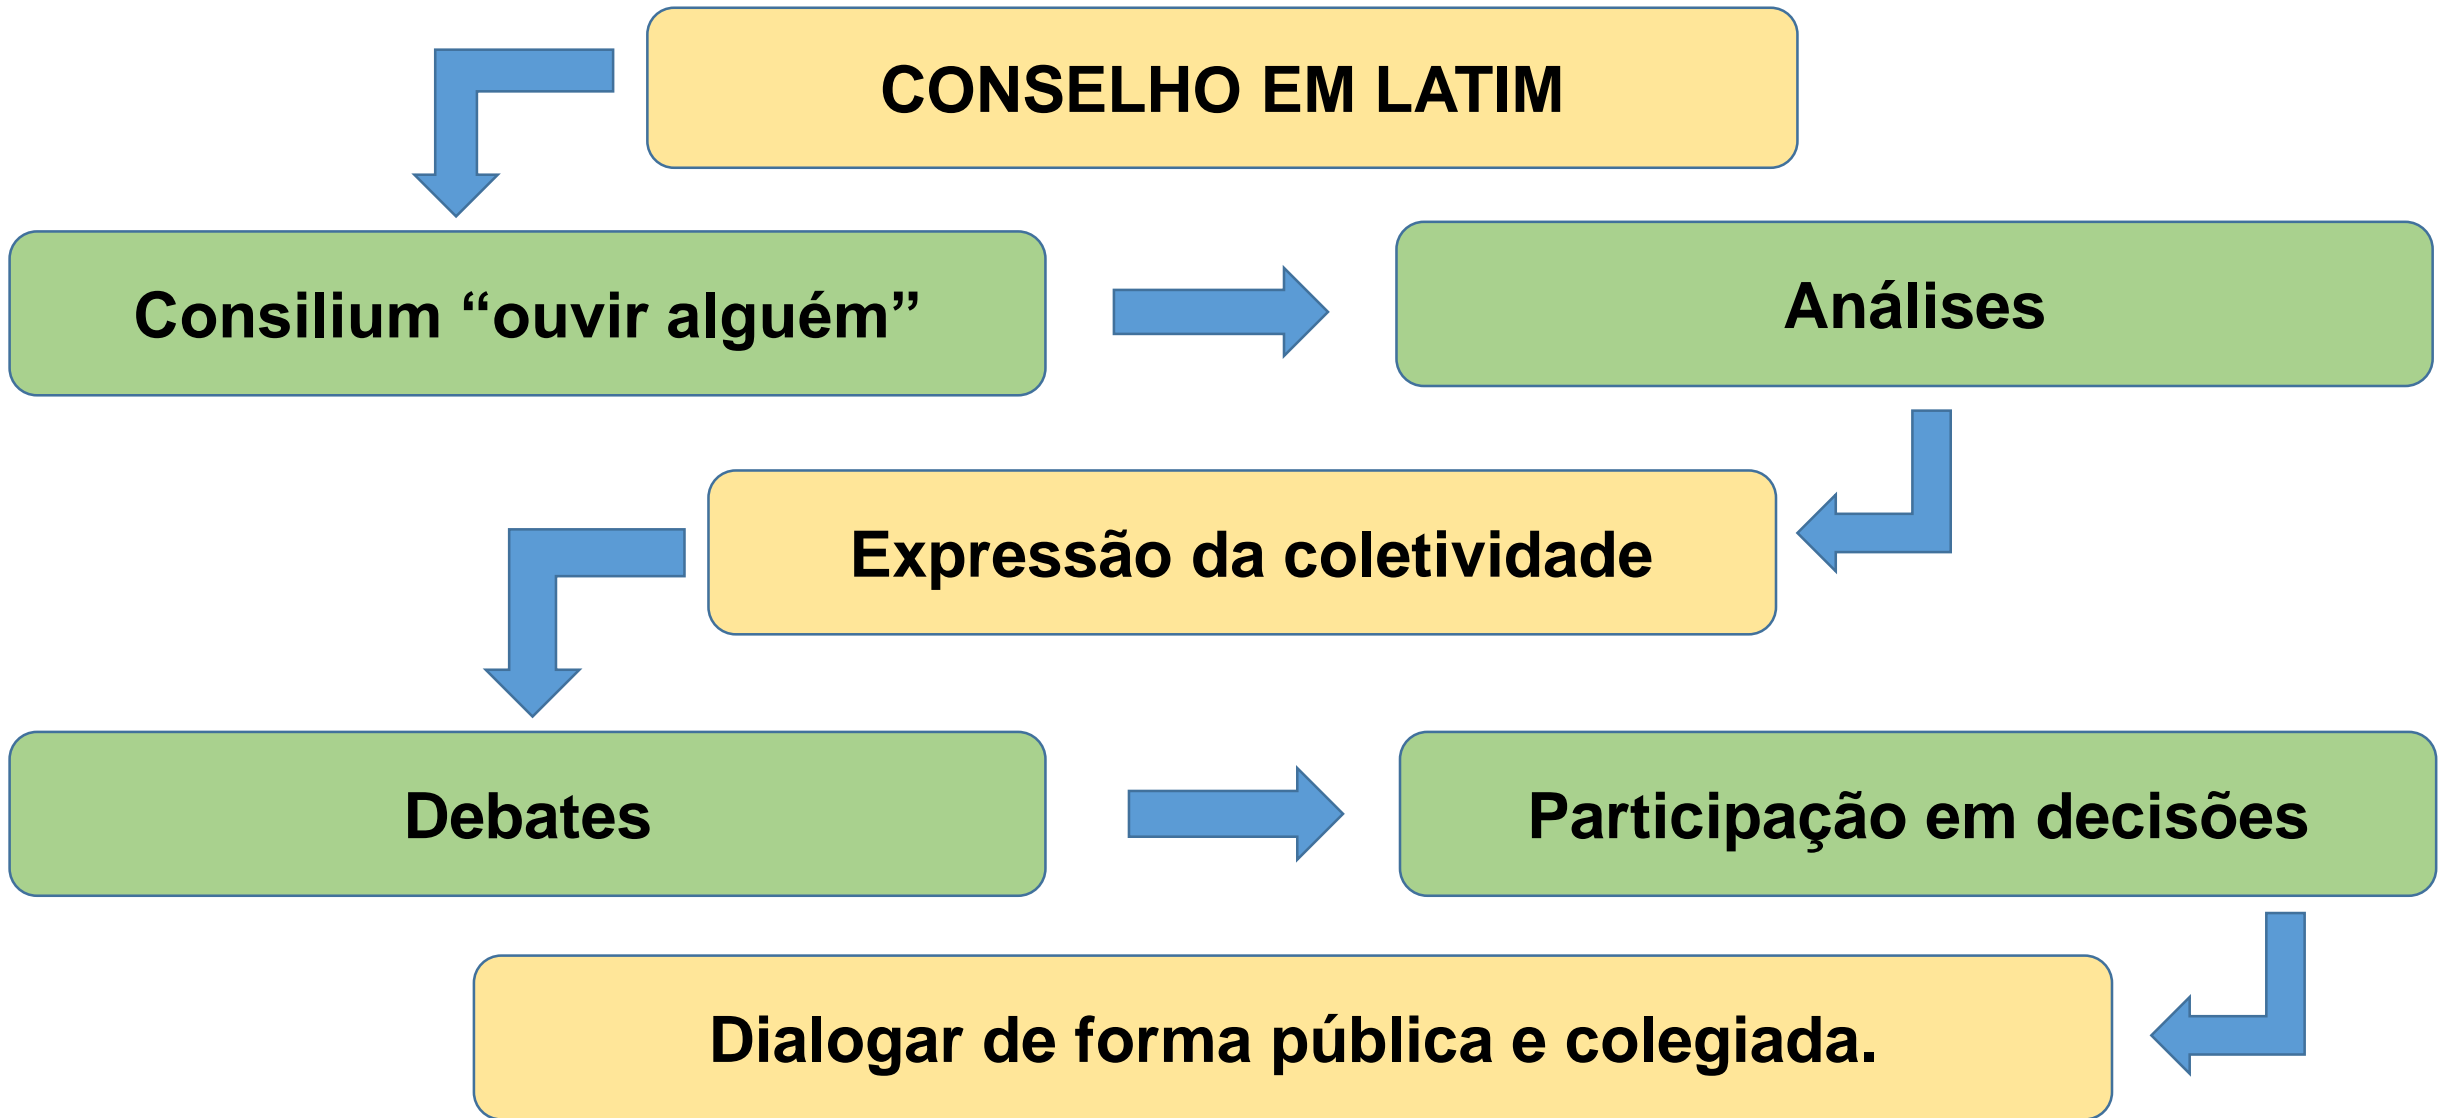 CONSELHO EM LATIM
Consilium “ouvir alguém”
Análises
Expressão da coletividade
Debates
Participação em decisões
Dialogar de forma pública e colegiada.